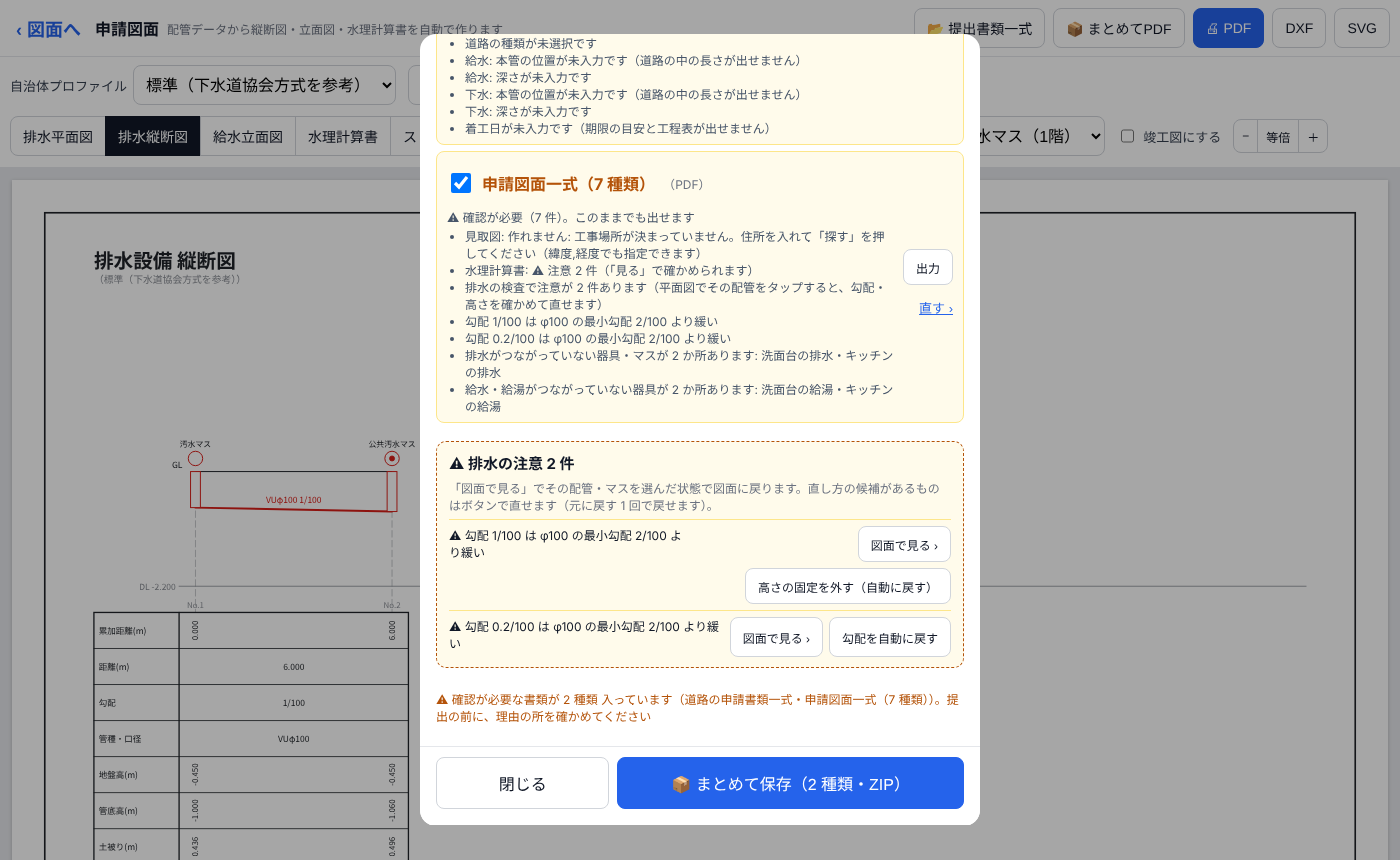 ‹ 図面へ 申請図面 配管データから縦断図・立面図・水理計算書を自動で作ります 📂 提出書類一式 📦 まとめてPDF 🖨 PDF DXF SVG
自治体プロファイル 標準（下水道協会方式を参考）
排水平面図 排水縦断図 給水立面図 水理計算書 ス 水マス（1階） 竣工図にする － 等倍 ＋
排水設備 縦断図
（標準（下水道協会方式を参考））
汚水マス 公共汚水マス
GL
VUφ100 1/100
DL -2.200
No.1 No.2
累加距離(m) 0.000 6.000
距離(m) 6.000
勾配 1/100
管種・口径 VUφ100
地盤高(m) -0.450 -0.450
管底高(m) -1.000 -1.060
土被り(m) 0.436 0.496
• 道路の種類が未選択です
• 給水: 本管の位置が未入力です（道路の中の長さが出せません）
• 給水: 深さが未入力です
• 下水: 本管の位置が未入力です（道路の中の長さが出せません）
• 下水: 深さが未入力です
• 着工日が未入力です（期限の目安と工程表が出せません）
申請図面一式（7 種類） （PDF）
⚠ 確認が必要（7 件）。このままでも出せます
• 見取図: 作れません: 工事場所が決まっていません。住所を入れて「探す」を押
してください（緯度,経度でも指定できます）
• 水理計算書: ⚠ 注意 2 件（「見る」で確かめられます）
• 排水の検査で注意が 2 件あります（平面図でその配管をタップすると、勾配・
高さを確かめて直せます）
• 勾配 1/100 は φ100 の最小勾配 2/100 より緩い
• 勾配 0.2/100 は φ100 の最小勾配 2/100 より緩い
• 排水がつながっていない器具・マスが 2 か所あります: 洗面台の排水・キッチン
の排水
• 給水・給湯がつながっていない器具が 2 か所あります: 洗面台の給湯・キッチン
の給湯
出力
直す ›
⚠ 排水の注意 2 件
「図面で見る」でその配管・マスを選んだ状態で図面に戻ります。直し方の候補があるもの
はボタンで直せます（元に戻す 1 回で戻せます）。
⚠ 勾配 1/100 は φ100 の最小勾配 2/100 よ
り緩い
図面で見る ›
高さの固定を外す（自動に戻す）
⚠ 勾配 0.2/100 は φ100 の最小勾配 2/100 より緩
い
図面で見る › 勾配を自動に戻す
⚠ 確認が必要な書類が 2 種類 入っています（道路の申請書類一式・申請図面一式（7 種類））。提
出の前に、理由の所を確かめてください
閉じる 📦 まとめて保存（2 種類・ZIP）